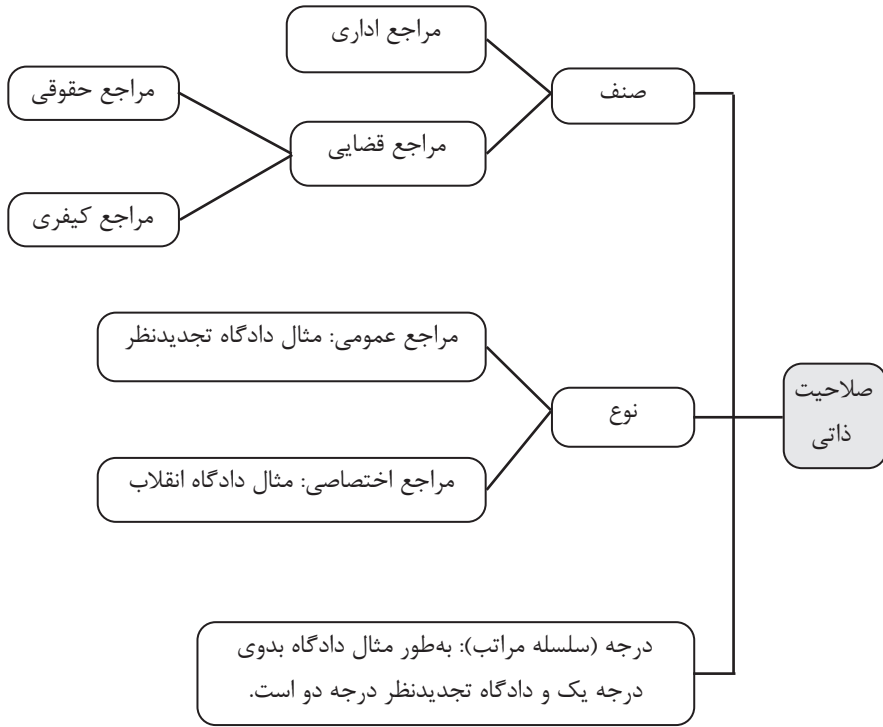 صلاحیت
ذاتی
صنف
مراجع اداری
مراجع قضایی
مراجع حقوقی
مراجع کیفری
نوع
مراجع عمومی: مثال دادگاه تجدیدنظر
مراجع اختصاصی: مثال دادگاه انقلاب
درجه (سلسله مراتب): به‌طور مثال دادگاه بدوی
درجه یک و دادگاه تجدیدنظر درجه دو است.